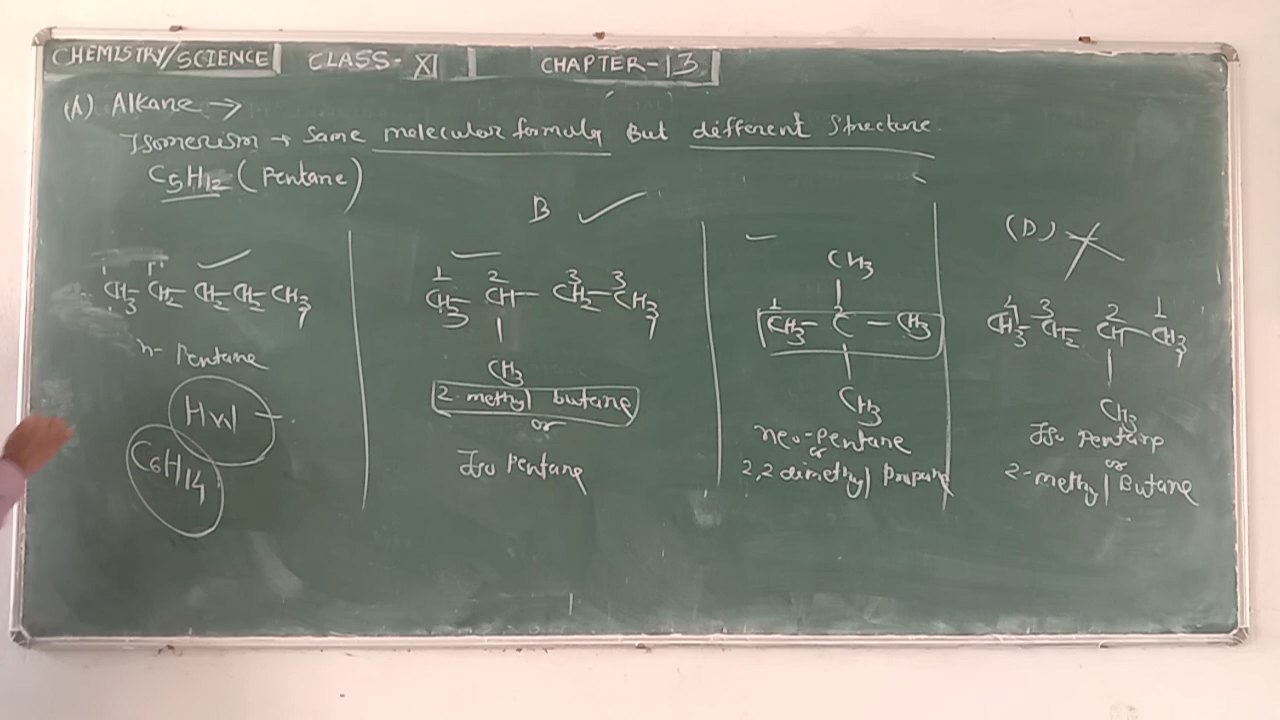 CHEMISTRY/SCIENCE | CLASS-XI | CHAPTER-13
(A) Alkane →
Isomerism → Same molecular formula But different Structure.
C5H12 (Pentane)
CH3-CH2-CH2-CH2-CH3
n-Pentane
HW
C6H14
B ✓
1 2 3 3
CH3-CH-CH2-CH3
CH3
2-methyl butane
or
Iso Pentane
CH3
1 2
CH3-C-CH3
CH3
neo-Pentane
or
2,2 dimethyl Propane
(D) ✗
4 3 2 1
CH3-CH2-CH-CH3
CH3
Iso Pentane
or
2-methyl Butane